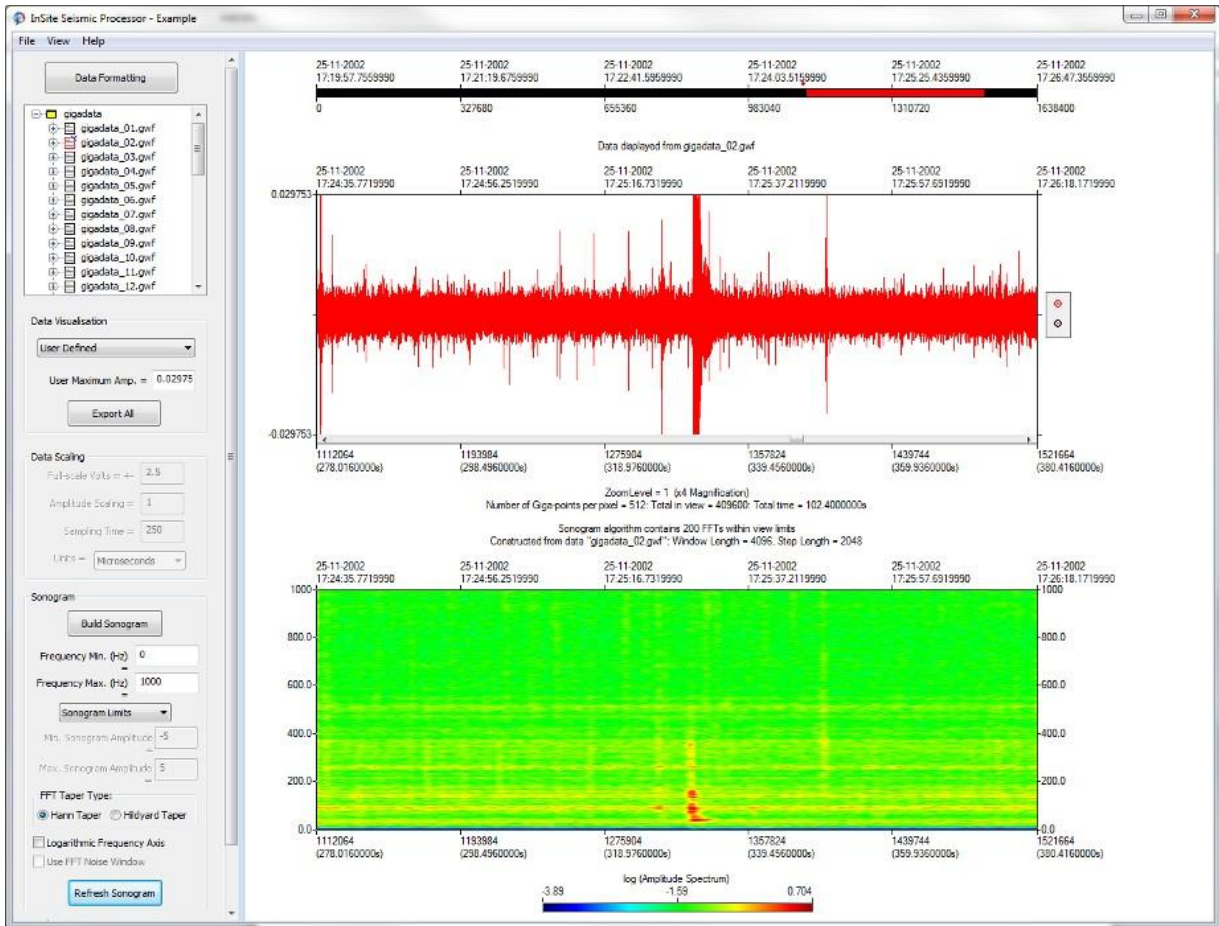 InSite Seismic Processor - Example
File View Help
Data Formatting
gigadata
gigadata_01.gwf
gigadata_02.gwf
gigadata_03.gwf
gigadata_04.gwf
gigadata_05.gwf
gigadata_06.gwf
gigadata_07.gwf
gigadata_08.gwf
gigadata_09.gwf
gigadata_10.gwf
gigadata_11.gwf
gigadata_12.gwf
Data Visualisation
User Defined
User Maximum Amp. = 0.02975
Export All
Data Scaling
Full-scale Volts = +- 2.5
Amplitude Scaling = 1
Sampling Time = 250
Units = Microseconds
Sonogram
Build Sonogram
Frequency Min. (Hz) = 0
Frequency Max. (Hz) = 1000
Sonogram Limits
Min. Sonogram Amplitude = -5
Max. Sonogram Amplitude = 5
FFT Taper Type:
Hann Taper Hildyard Taper
Logarithmic Frequency Axis
Use FFT Noise Window
Refresh Sonogram
25-11-2002 25-11-2002 25-11-2002 25-11-2002 25-11-2002 25-11-2002
17:19:57.7559990 17:21:19.6759990 17:22:41.5959990 17:24:03.5159990 17:25:25.4359990 17:26:47.3559990
0 327680 655360 983040 1310720 1638400
Data displayed from gigadata_02.gwf
25-11-2002 25-11-2002 25-11-2002 25-11-2002 25-11-2002 25-11-2002
17:24:35.7719990 17:24:56.2519990 17:25:16.7319990 17:25:37.2119990 17:25:57.6919990 17:26:18.1719990
0.029753
-0.029753
1112064 1193984 1275904 1357824 1439744 1521664
(278.0160000s) (298.4960000s) (318.9760000s) (339.4560000s) (359.9360000s) (380.4160000s)
ZoomLevel = 1 (x4 Magnification)
Number of Giga-points per pixel = 512: Total in view = 409600: Total time = 102.4000000s
Sonogram algorithm contains 200 FFTs within view limits
Constructed from data "gigadata_02.gwf": Window Length = 4096, Step Length = 2048
25-11-2002 25-11-2002 25-11-2002 25-11-2002 25-11-2002 25-11-2002
17:24:35.7719990 17:24:56.2519990 17:25:16.7319990 17:25:37.2119990 17:25:57.6919990 17:26:18.1719990
1000 1000
800.0 800.0
600.0 600.0
400.0 400.0
200.0 200.0
0.0 0.0
1112064 1193984 1275904 1357824 1439744 1521664
(278.0160000s) (298.4960000s) (318.9760000s) (339.4560000s) (359.9360000s) (380.4160000s)
log (Amplitude Spectrum)
-3.89 -1.59 0.704